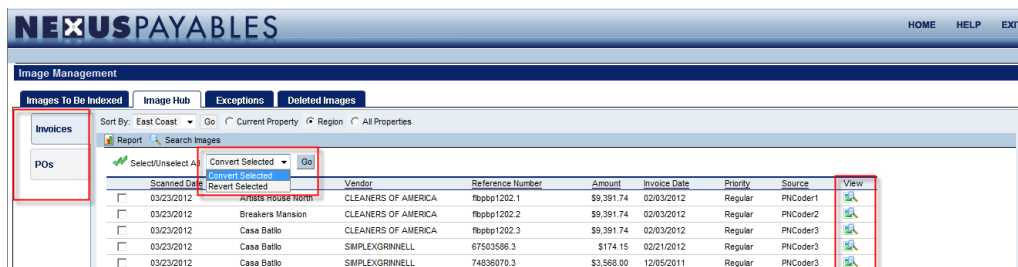 NEXUSPAYABLES
HOME HELP EXI
Image Management
Images To Be Indexed Image Hub Exceptions Deleted Images
Invoices
POs
Sort By: East Coast Go Current Property Region All Properties
Report Search Images
Select/Unselect All Convert Selected Go
Convert Selected
Revert Selected
Scanned Date Vendor Reference Number Amount Invoice Date Priority Source View
03/23/2012 Artists House North CLEANERS OF AMERICA flbpbp1202.1 $9,391.74 02/03/2012 Regular PNCoder1
03/23/2012 Breakers Mansion CLEANERS OF AMERICA flbpbp1202.2 $9,391.74 02/03/2012 Regular PNCoder2
03/23/2012 Casa Batllo CLEANERS OF AMERICA flbpbp1202.3 $9,391.74 02/03/2012 Regular PNCoder3
03/23/2012 Casa Batllo SIMPLEXGRINNELL 67503586.3 $174.15 02/21/2012 Regular PNCoder3
03/23/2012 Casa Batllo SIMPLEXGRINNELL 74836070.3 $3,568.00 12/05/2011 Regular PNCoder3